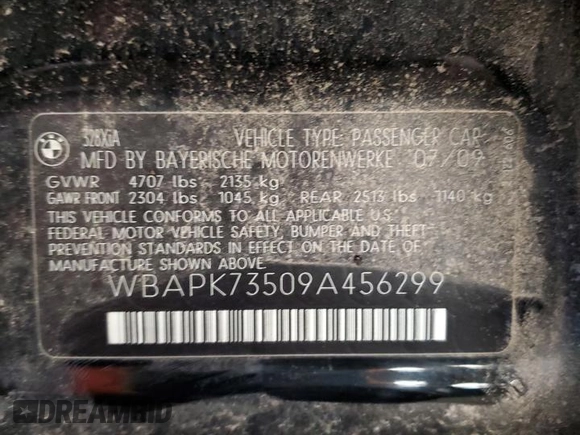 BMW
328XiA VEHICLE TYPE: PASSENGER CAR
MFD BY BAYERISCHE MOTORENWERKE 07/09
GVWR 4707 lbs 2135 kg
GAWR FRONT 2304 lbs 1045 kg REAR 2513 lbs 1140 kg
THIS VEHICLE CONFORMS TO ALL APPLICABLE U.S.
FEDERAL MOTOR VEHICLE SAFETY, BUMPER AND THEFT
PREVENTION STANDARDS IN EFFECT ON THE DATE OF
MANUFACTURE SHOWN ABOVE.
WBAPK73509A456299
DREAMBID